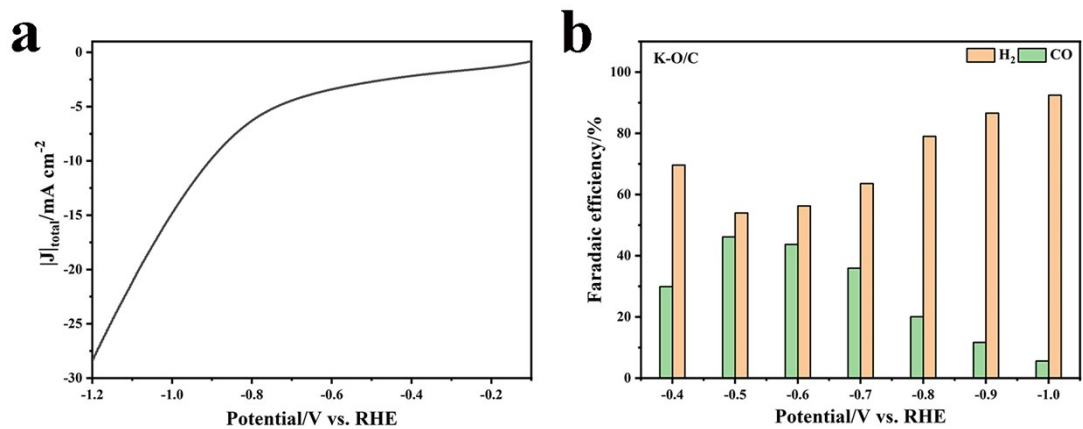 a
0
-5
-10
-15
-20
-25
-30
|J|total/mA cm-2
-1.2 -1.0 -0.8 -0.6 -0.4 -0.2
Potential/V vs. RHE
b
K-O/C
H2 CO
100
80
60
40
20
0
Faradaic efficiency/%
-0.4 -0.5 -0.6 -0.7 -0.8 -0.9 -1.0
Potential/V vs. RHE